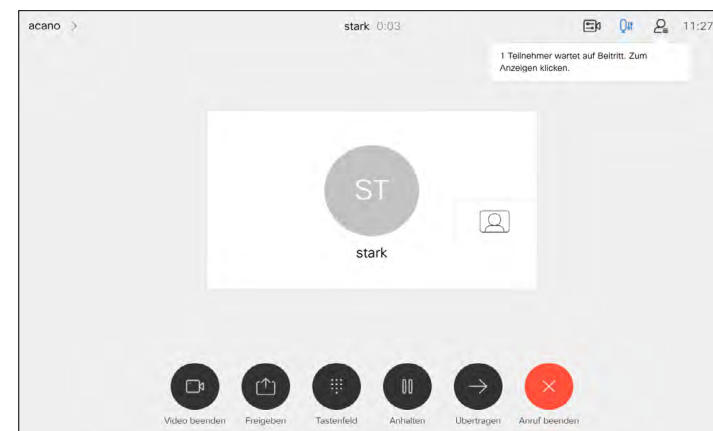 acano >
stark 0:03
11:27
1 Teilnehmer wartet auf Beitritt. Zum
Anzeigen klicken.
ST
stark
Video beenden
Freigeben
Tastenfeld
Anhalten
Übertragen
Anruf beenden